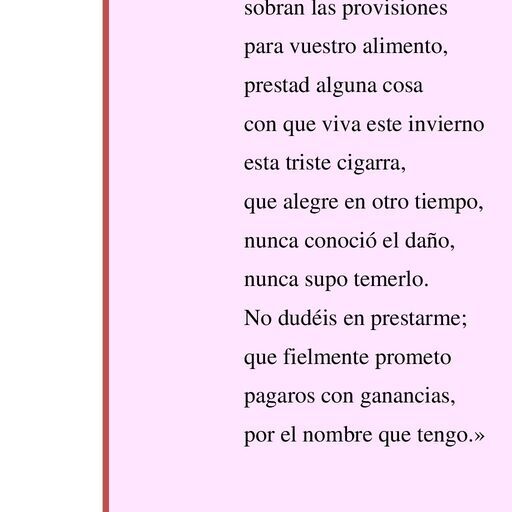 sobran las provisiones
para vuestro alimento,
prestad alguna cosa
con que viva este invierno
esta triste cigarra,
que alegre en otro tiempo,
nunca conoció el daño,
nunca supo temerlo.
No dudéis en prestarme;
que fielmente prometo
pagaros con ganancias,
por el nombre que tengo.»